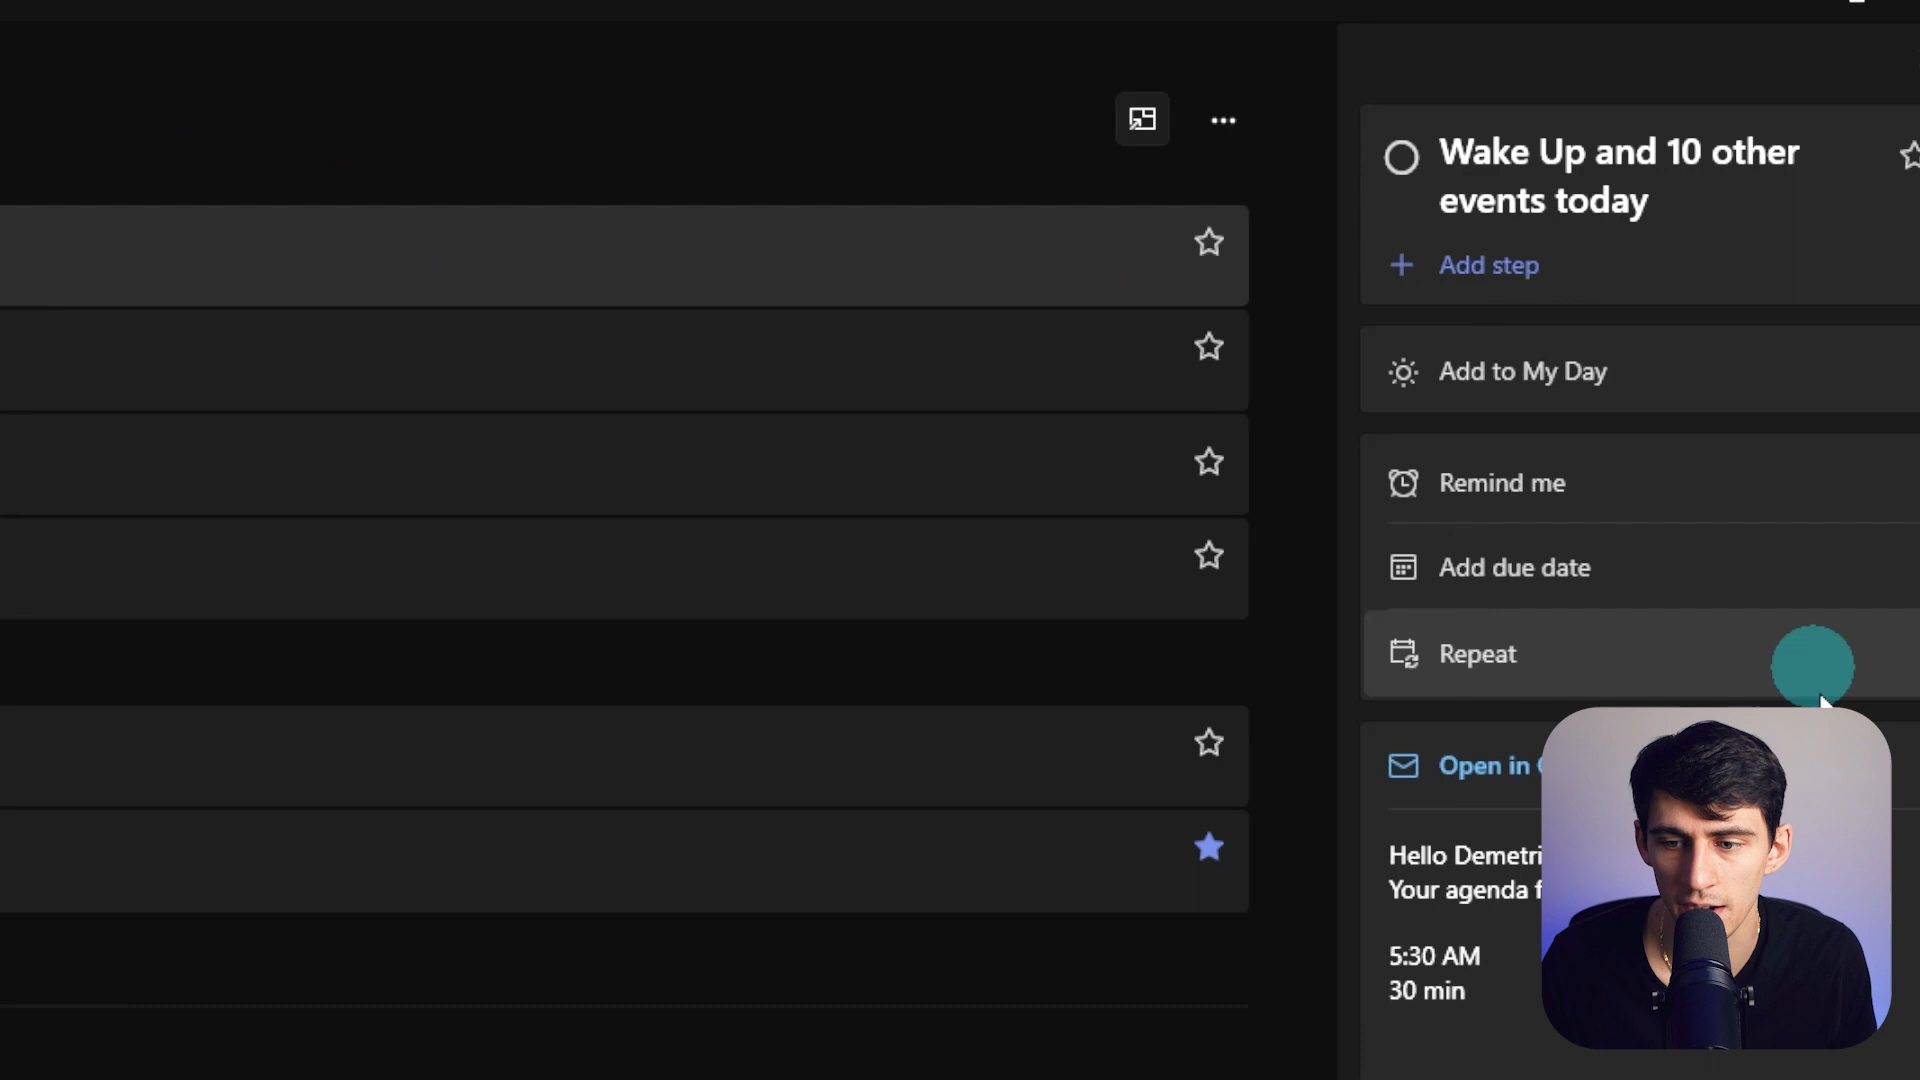 Wake Up and 10 other
events today
Add step
Add to My Day
Remind me
Add due date
Repeat
Open in
Hello Demetri
Your agenda
5:30 AM
30 min